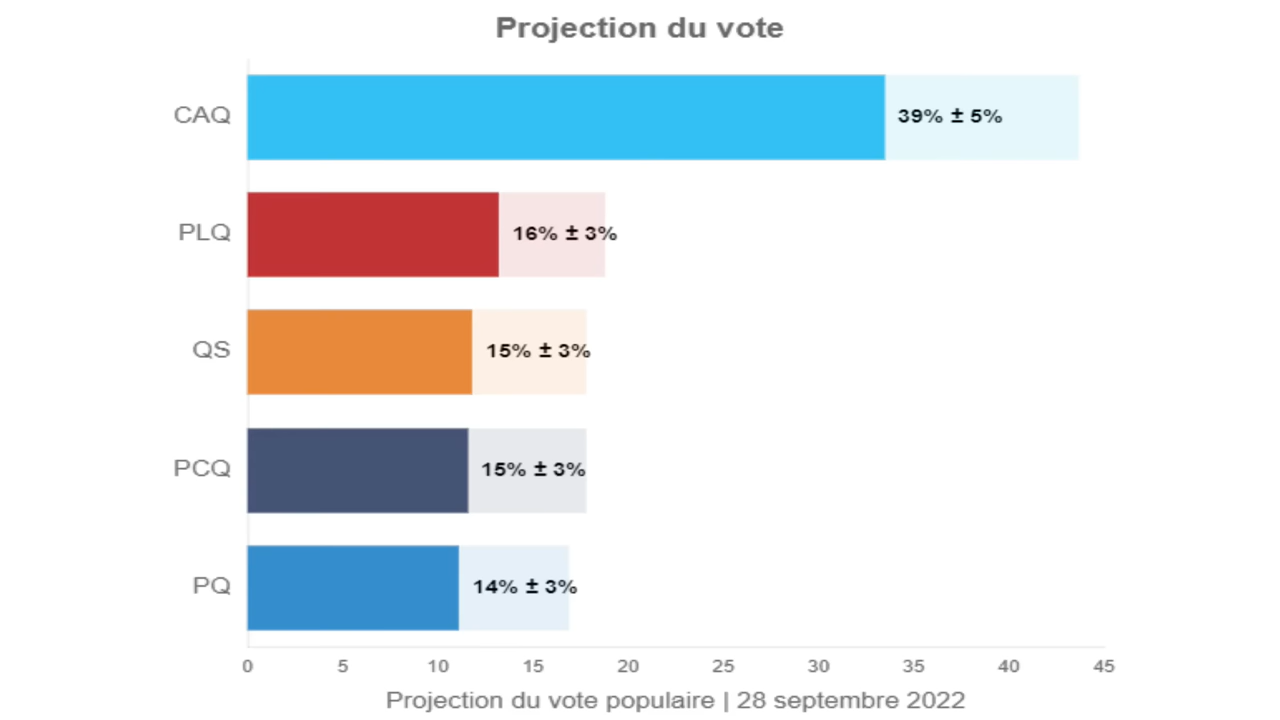 Projection du vote
CAQ 39% ± 5%
PLQ 16% ± 3%
QS 15% ± 3%
PCQ 15% ± 3%
PQ 14% ± 3%
0 5 10 15 20 25 30 35 40 45
Projection du vote populaire | 28 septembre 2022